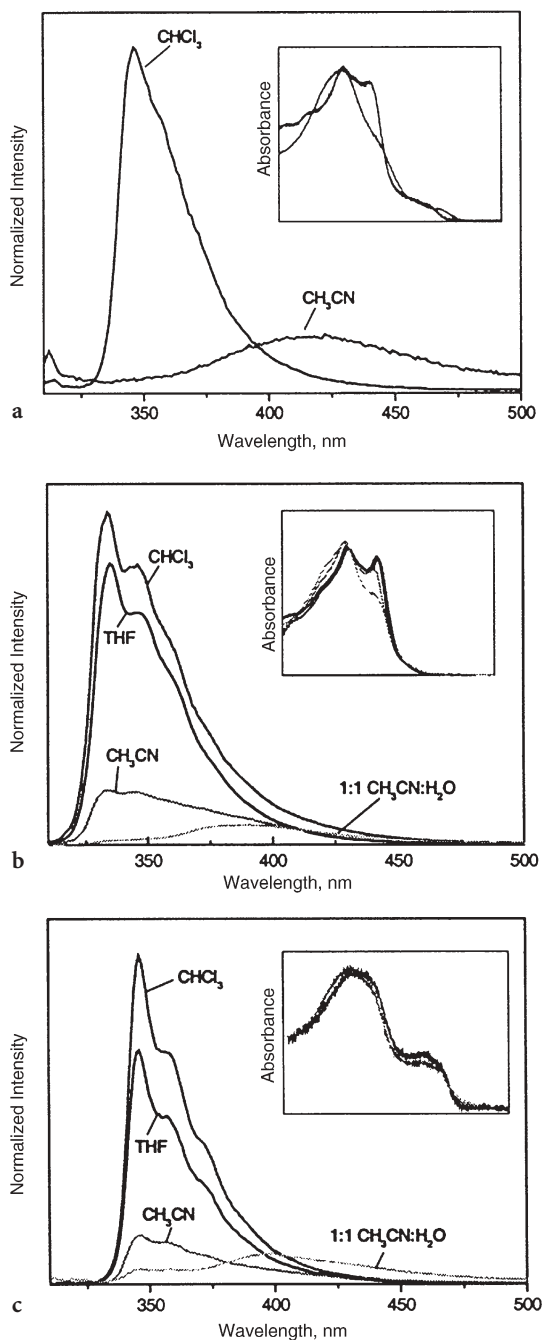 Normalized Intensity
CHCl₃
Absorbance
CH₃CN
350
400
450
500
a
Wavelength, nm
Normalized Intensity
CHCl₃
THF
Absorbance
CH₃CN
1:1 CH₃CN:H₂O
350
400
450
500
b
Wavelength, nm
Normalized Intensity
CHCl₃
THF
Absorbance
CH₃CN
1:1 CH₃CN:H₂O
350
400
450
500
c
Wavelength, nm